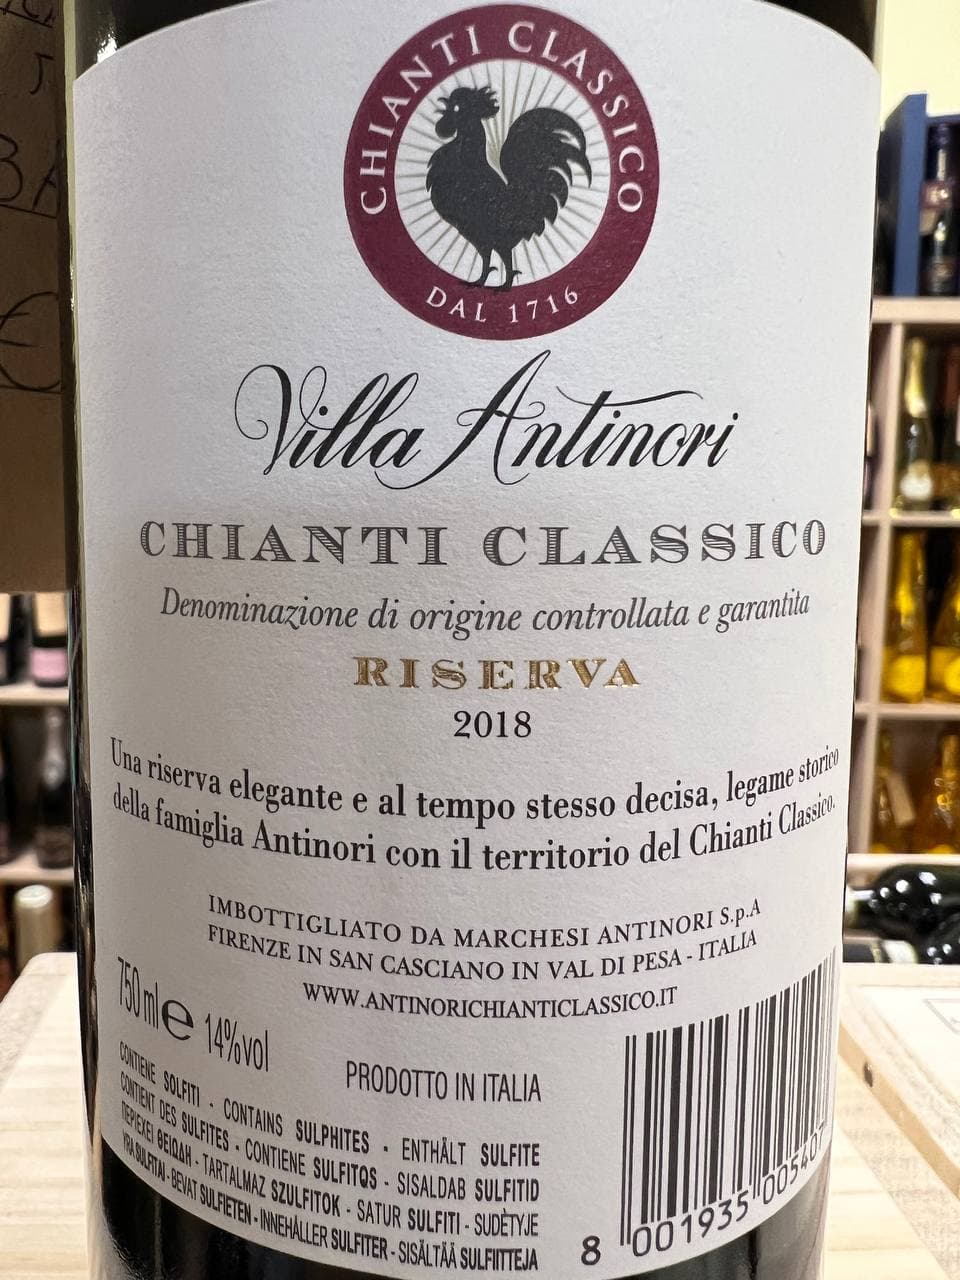 CHIANTI CLASSICO
DAL 1716
Villa Antinori
CHIANTI CLASSICO
Denominazione di origine controllata e garantita
RISERVA
2018
Una riserva elegante e al tempo stesso decisa, legame storico
della famiglia Antinori con il territorio del Chianti Classico.
IMBOTTIGLIATO DA MARCHESI ANTINORI S.p.A
FIRENZE IN SAN CASCIANO IN VAL DI PESA - ITALIA
WWW.ANTINORICHIANTICLASSICO.IT
750 ml e 14%vol
PRODOTTO IN ITALIA
CONTIENE SOLFITI - CONTAINS SULPHITES - ENTHÄLT SULFITE
CONTIENT DES SULFITES - CONTIENE SULFITOS - SISALDAB SULFITID
ΠΕΡΙΕΧΕΙ ΘΕΙΩΔΗ - TARTALMAZ SZULFITOK - SATUR SULFITI - SUDĖTYJE
YRA SULFITAI - BEVAT SULFIETEN - INNEHÅLLER SULFITER - SISÄLTÄÄ SULFIITTEJA
8 001935 005407